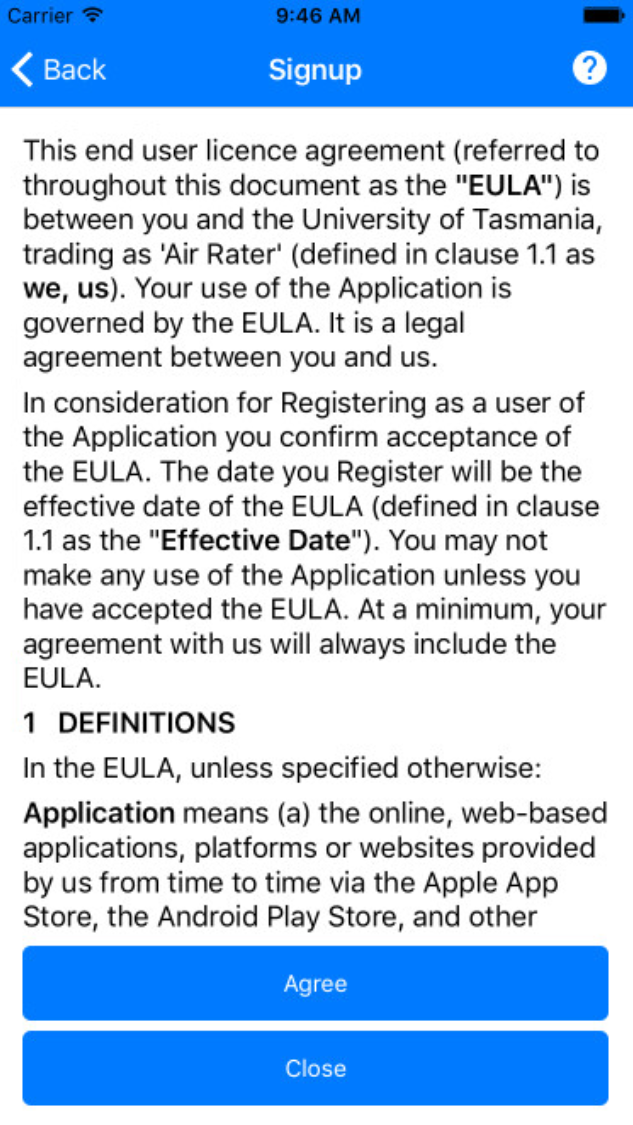 Carrier 9:46 AM
Back Signup ?
This end user licence agreement (referred to
throughout this document as the "EULA") is
between you and the University of Tasmania,
trading as 'Air Rater' (defined in clause 1.1 as
we, us). Your use of the Application is
governed by the EULA. It is a legal
agreement between you and us.
In consideration for Registering as a user of
the Application you confirm acceptance of
the EULA. The date you Register will be the
effective date of the EULA (defined in clause
1.1 as the "Effective Date"). You may not
make any use of the Application unless you
have accepted the EULA. At a minimum, your
agreement with us will always include the
EULA.
1 DEFINITIONS
In the EULA, unless specified otherwise:
Application means (a) the online, web-based
applications, platforms or websites provided
by us from time to time via the Apple App
Store, the Android Play Store, and other
Agree
Close